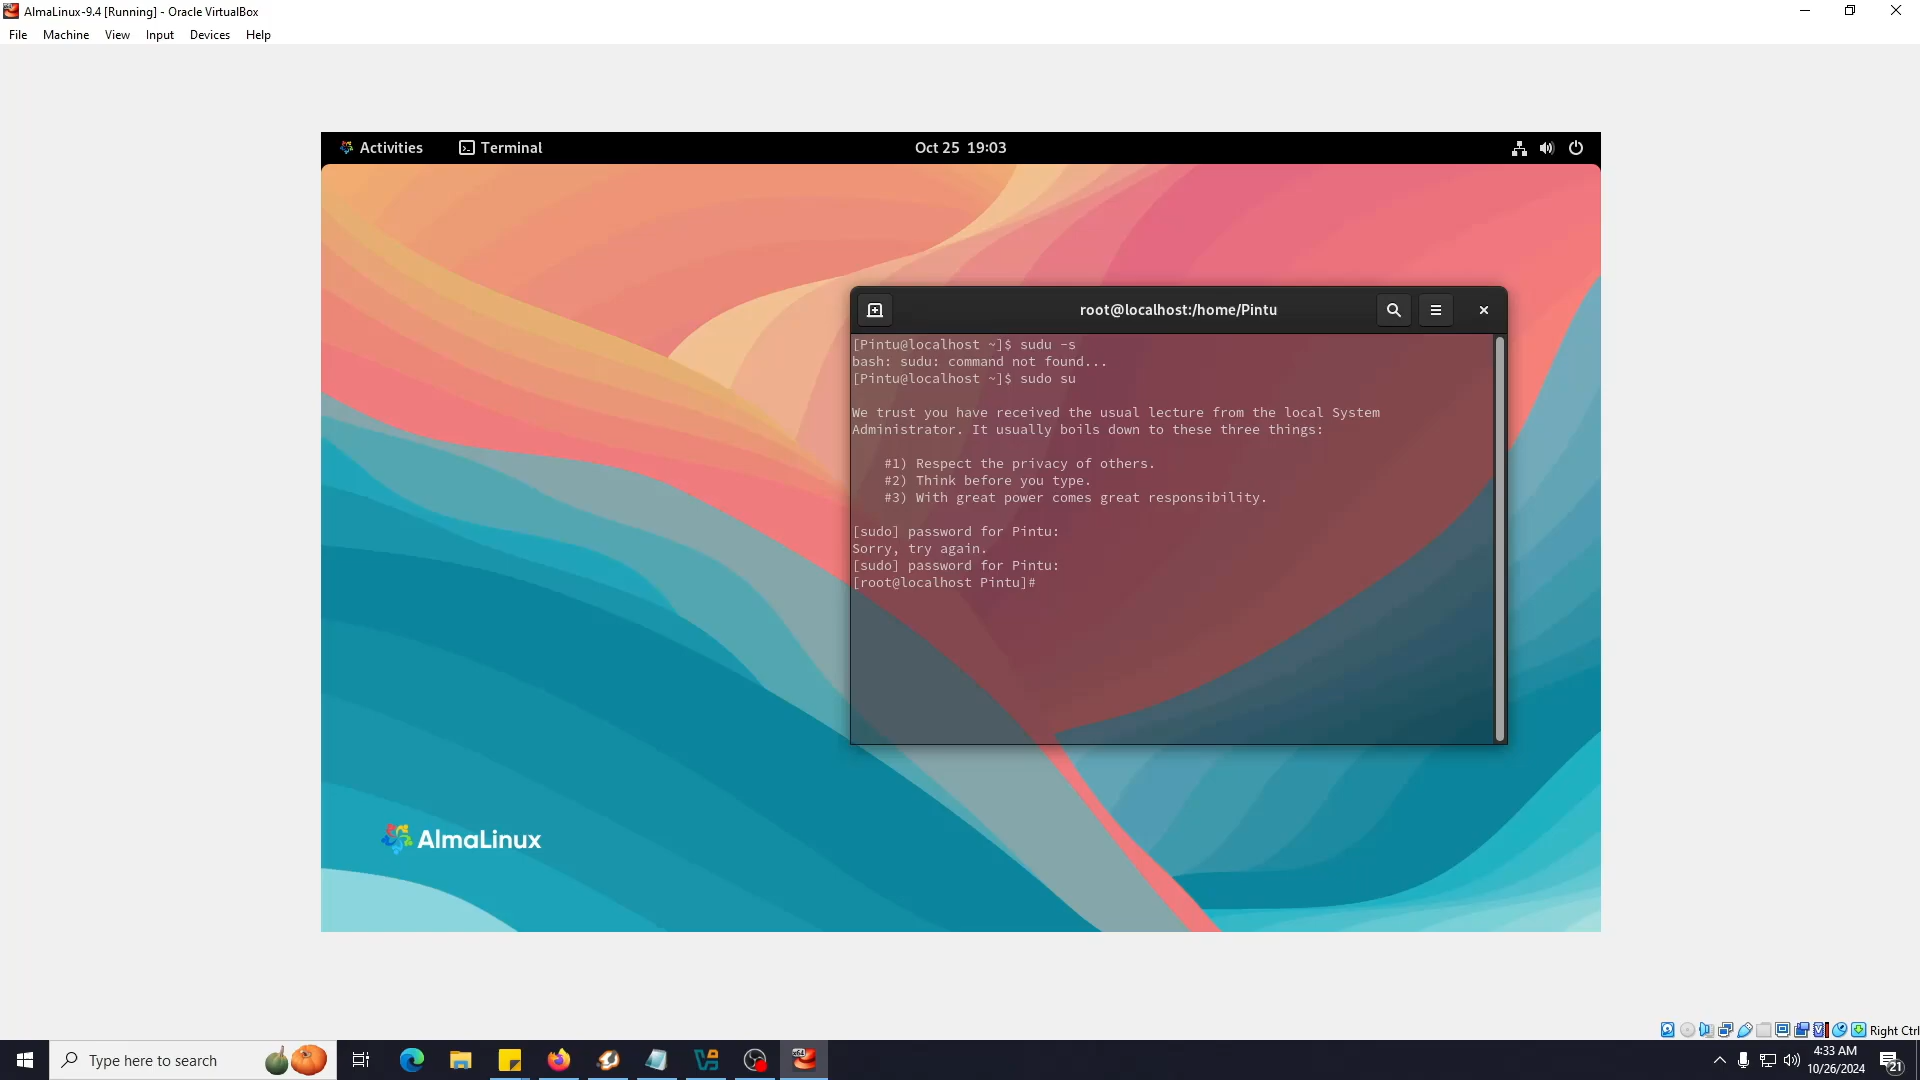 AlmaLinux-9.4 [Running] - Oracle VirtualBox
File Machine View Input Devices Help
Activities Terminal Oct 25 19:03
root@localhost:/home/Pintu
[Pintu@localhost ~]$ sudu -s
bash: sudu: command not found...
[Pintu@localhost ~]$ sudo su
We trust you have received the usual lecture from the local System
Administrator. It usually boils down to these three things:
#1) Respect the privacy of others.
#2) Think before you type.
#3) With great power comes great responsibility.
[sudo] password for Pintu:
Sorry, try again.
[sudo] password for Pintu:
[root@localhost Pintu]#
AlmaLinux
Right Ctrl
Type here to search
4:33 AM
10/26/2024
21